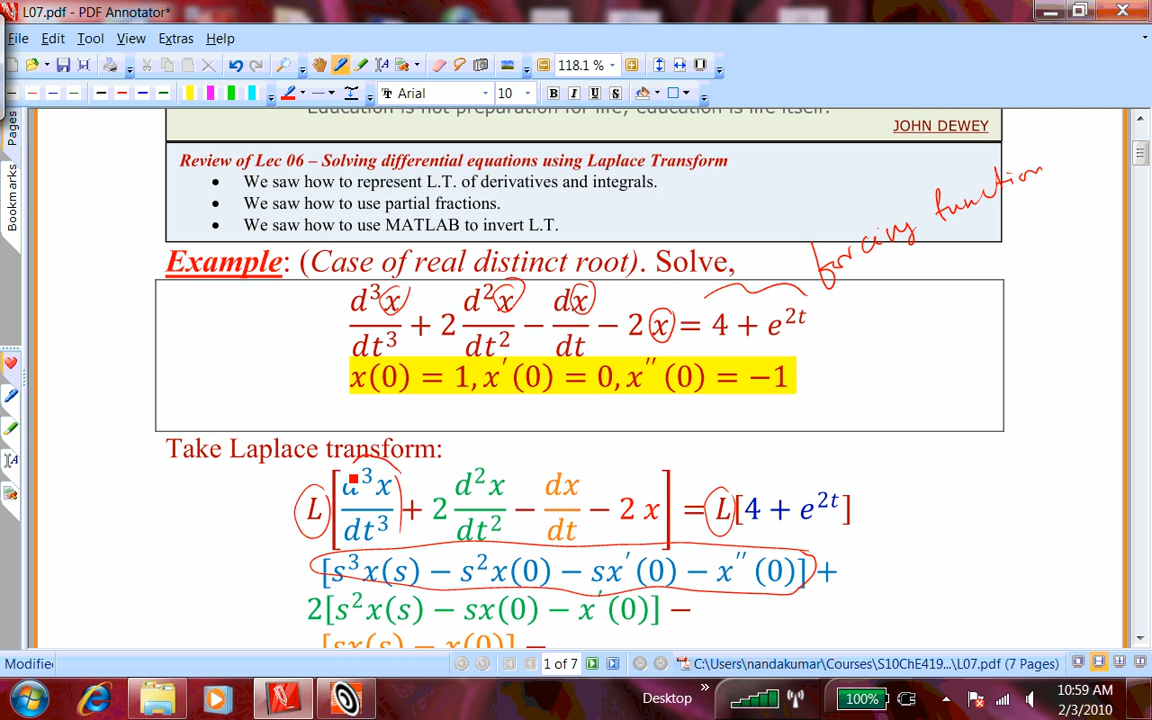 L07.pdf - PDF Annotator*
File Edit Tool View Extras Help
118.1 %
Arial 10 B I U S
Pages
Bookmarks
Education is not preparation for life; education is life itself.
JOHN DEWEY
Review of Lec 06 – Solving differential equations using Laplace Transform
• We saw how to represent L.T. of derivatives and integrals.
• We saw how to use partial fractions.
• We saw how to use MATLAB to invert L.T.
forcing function
Example: (Case of real distinct root). Solve,
d³x/dt³ + 2 d²x/dt² − dx/dt − 2 x = 4 + e^{2t}
x(0) = 1, x′(0) = 0, x″(0) = −1
Take Laplace transform:
L[d³x/dt³ + 2 d²x/dt² − dx/dt − 2 x] = L[4 + e^{2t}]
[s³x(s) − s²x(0) − sx′(0) − x″(0)] +
2[s²x(s) − sx(0) − x′(0)] −
[sx(s) − x(0)] −
Modifie
1 of 7
C:\Users\nandakumar\Courses\S10ChE419...\L07.pdf (7 Pages)
Desktop » 100% 10:59 AM
2/3/2010